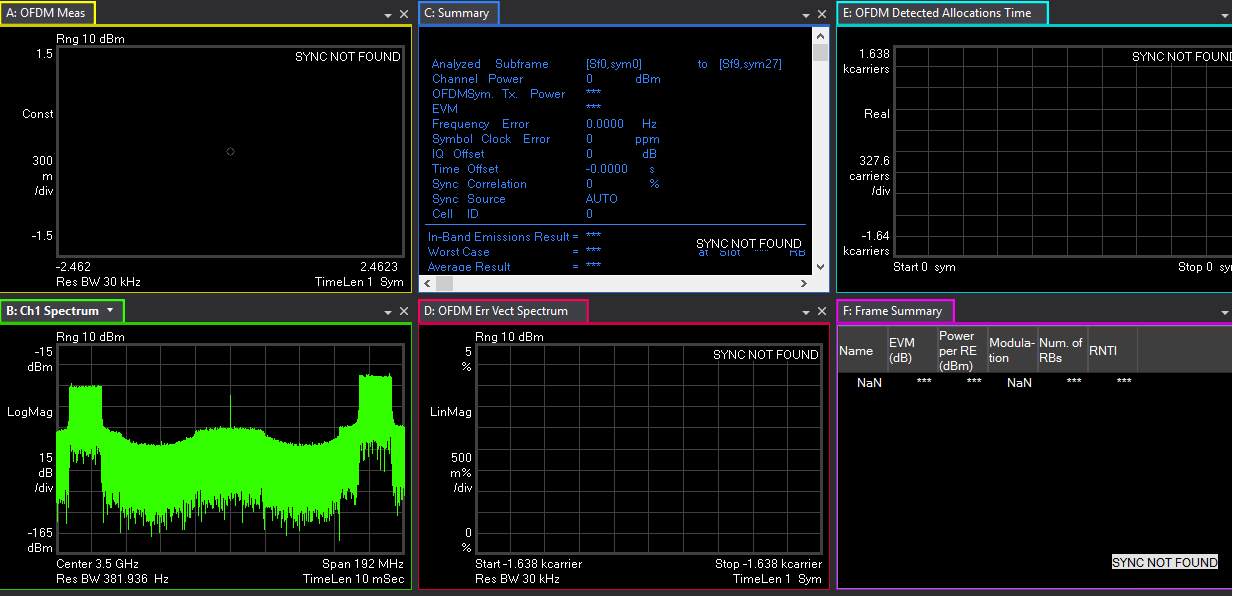 A: OFDM Meas
Rng 10 dBm
1.5
SYNC NOT FOUND
Const
300
m
/div
-1.5
-2.462
2.4623
Res BW 30 kHz
TimeLen 1 Sym
C: Summary
Analyzed Subframe [Sf0,sym0] to [Sf9,sym27]
Channel Power 0 dBm
OFDMSym. Tx. Power ***
EVM ***
Frequency Error 0.0000 Hz
Symbol Clock Error 0 ppm
IQ Offset 0 dB
Time Offset -0.0000 s
Sync Correlation 0 %
Sync Source AUTO
Cell ID 0
In-Band Emissions Result = ***
SYNC NOT FOUND
Worst Case = *** at Slot *** RB
Average Result = ***
E: OFDM Detected Allocations Time
1.638
kcarriers
SYNC NOT FOUND
Real
327.6
carriers
/div
-1.64
kcarriers
Start 0 sym
Stop 0 sy
B: Ch1 Spectrum
Rng 10 dBm
-15
dBm
LogMag
15
dB
/div
-165
dBm
Center 3.5 GHz
Span 192 MHz
Res BW 381.936 Hz
TimeLen 10 mSec
D: OFDM Err Vect Spectrum
Rng 10 dBm
5
%
SYNC NOT FOUND
LinMag
500
m%
/div
0
%
Start -1.638 kcarrier
Stop -1.638 kcarrier
Res BW 30 kHz
TimeLen 1 Sym
F: Frame Summary
Name
EVM
(dB)
Power
per RE
(dBm)
Modula-
tion
Num. of
RBs
RNTI
NaN *** *** NaN *** ***
SYNC NOT FOUND